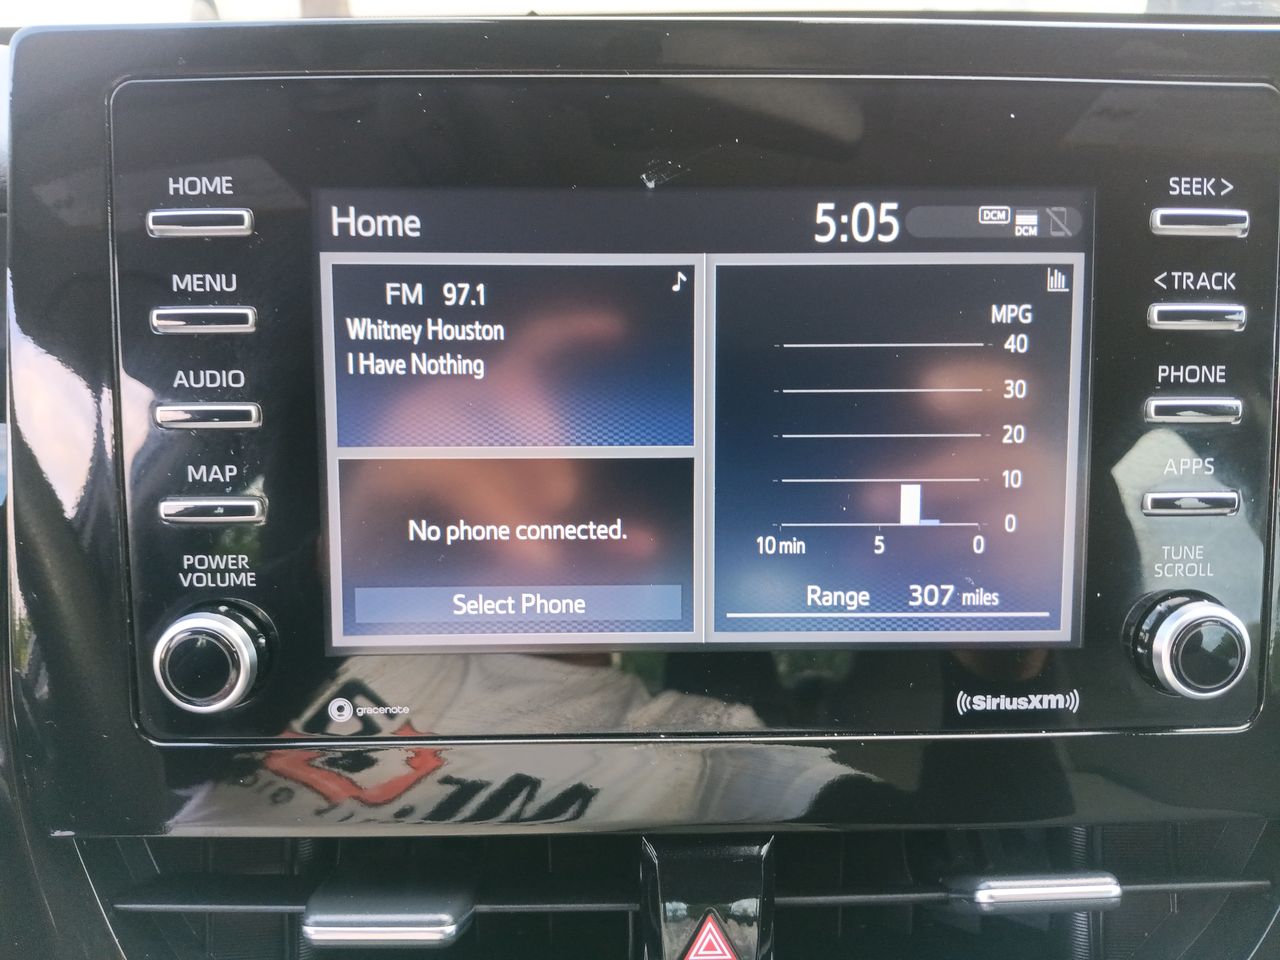 HOME
MENU
AUDIO
MAP
POWER
VOLUME
Home
5:05
DCM
DCM
FM 97.1
Whitney Houston
I Have Nothing
No phone connected.
Select Phone
MPG
40
30
20
10
0
10 min 5 0
Range 307 miles
SEEK >
< TRACK
PHONE
APPS
TUNE
SCROLL
gracenote
((SiriusXM))